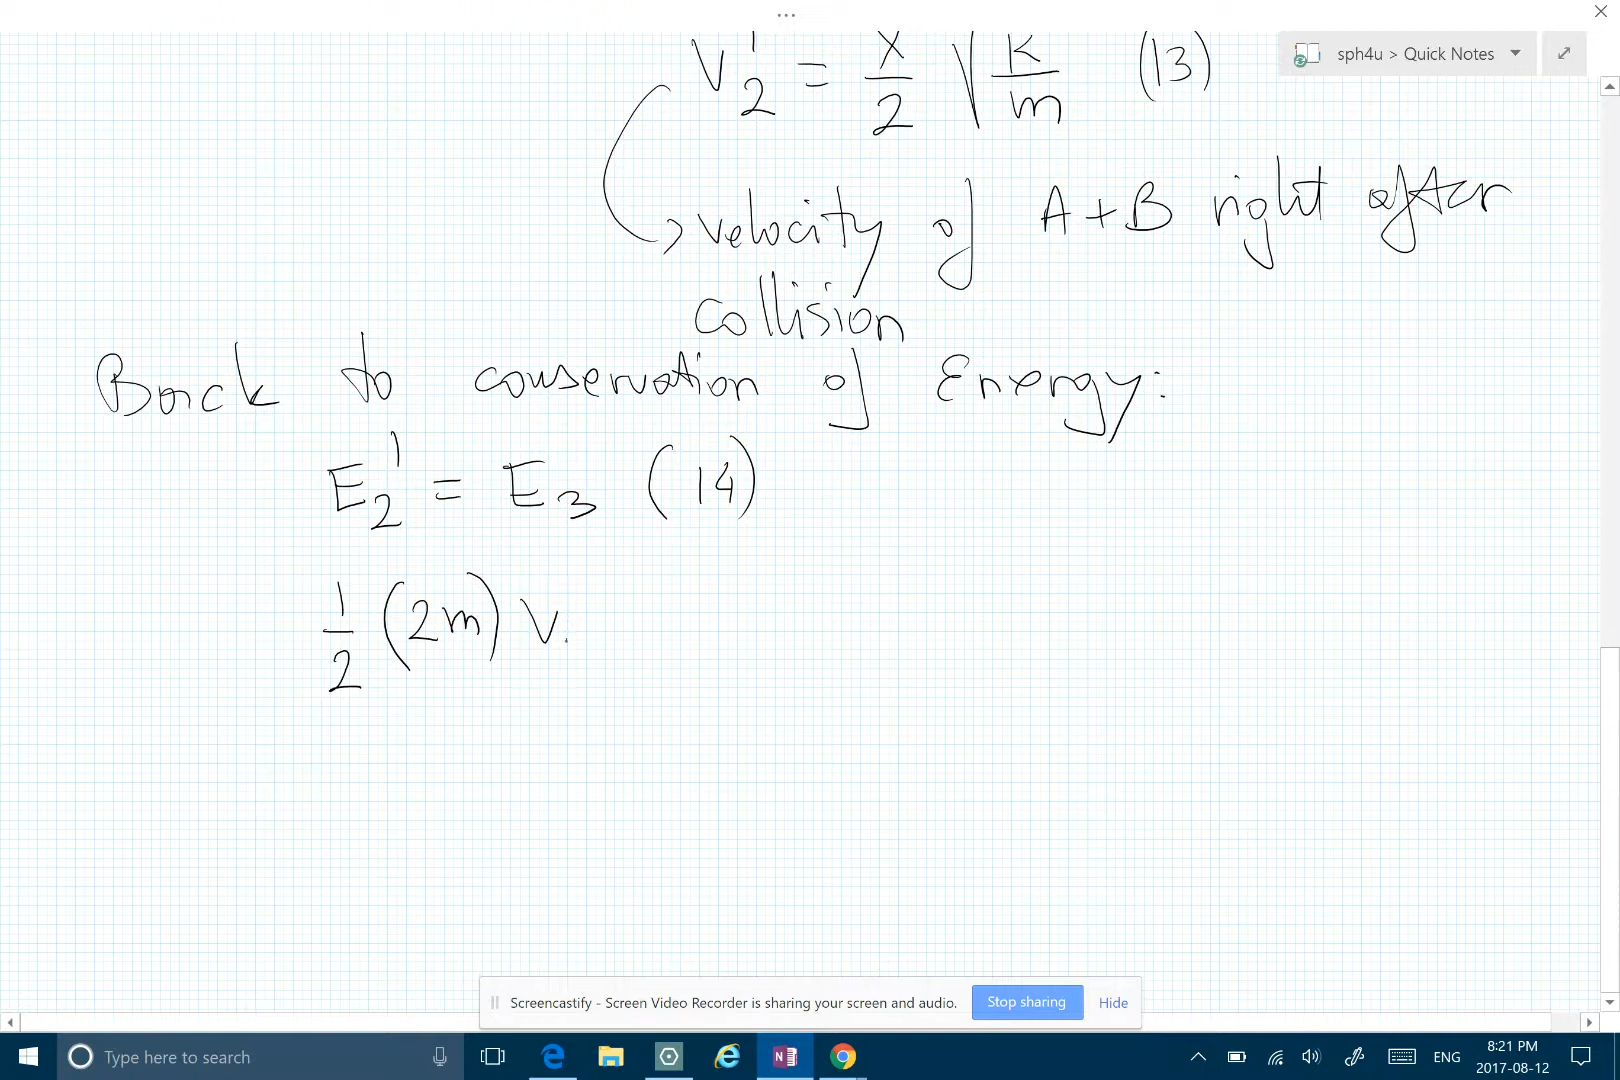 ...
sph4u > Quick Notes
V₂' = x/2 √(K/m) (13)
velocity of A+B right after
collision
Back to conservation of Energy:
E₂' = E₃ (14)
1/2 (2m) V
Screencastify - Screen Video Recorder is sharing your screen and audio. Stop sharing Hide
Type here to search
N
ENG
8:21 PM
2017-08-12